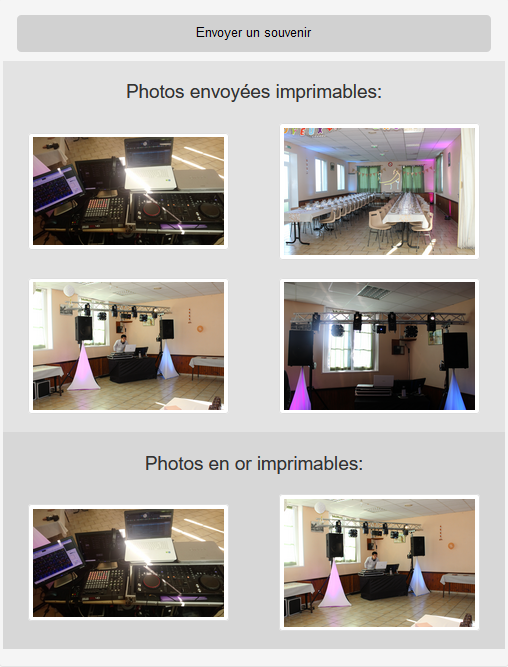 Envoyer un souvenir
Photos envoyées imprimables:
Photos en or imprimables: